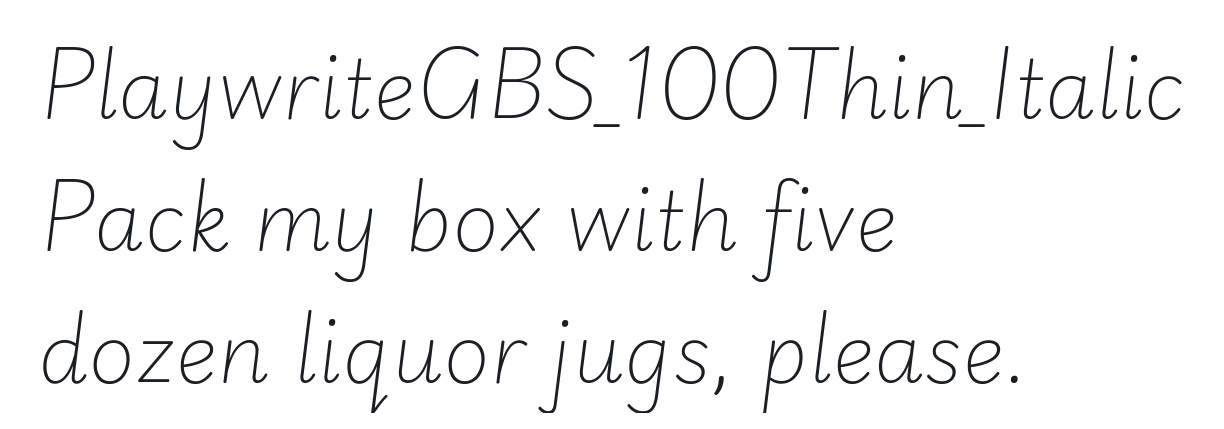 PlaywriteGBS_100Thin_Italic
Pack my box with five
dozen liquor jugs, please.